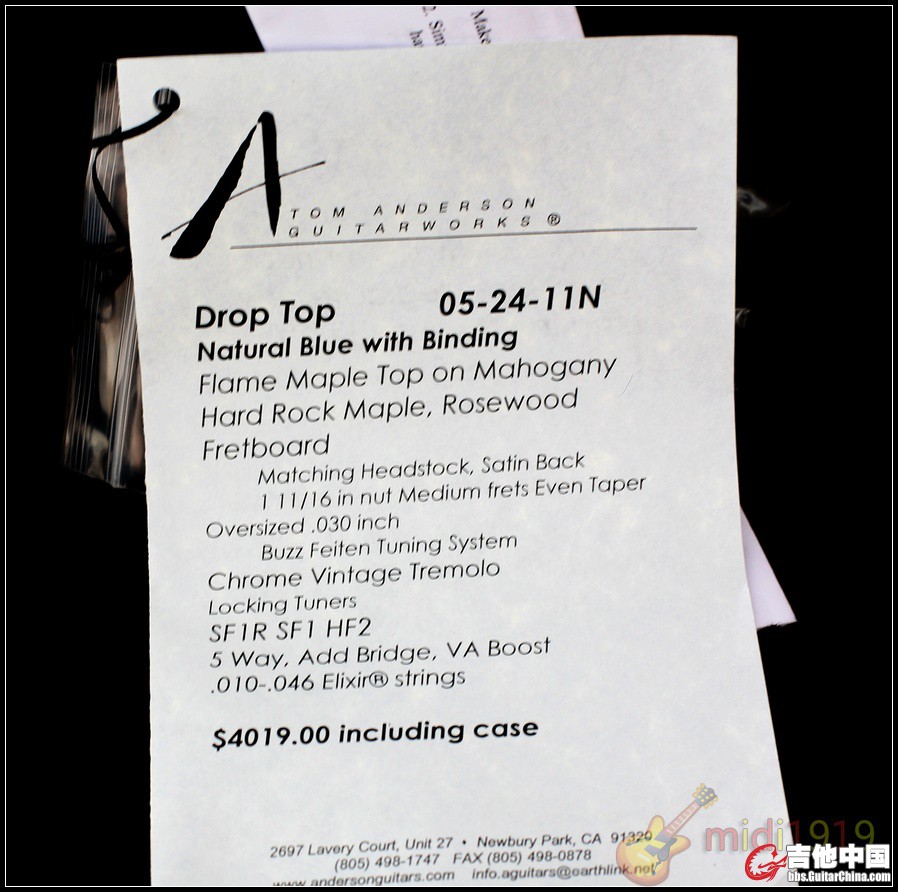 Make
2. Sim
ha
TOM ANDERSON
GUITARWORKS®
Drop Top 05-24-11N
Natural Blue with Binding
Flame Maple Top on Mahogany
Hard Rock Maple, Rosewood
Fretboard
Matching Headstock, Satin Back
1 11/16 in nut Medium frets Even Taper
Oversized .030 inch
Buzz Feiten Tuning System
Chrome Vintage Tremolo
Locking Tuners
SF1R SF1 HF2
5 Way, Add Bridge, VA Boost
.010-.046 Elixir® strings
$4019.00 including case
2697 Lavery Court, Unit 27 • Newbury Park, CA 91320
(805) 498-1747 FAX (805) 498-0878
www.andersonguitars.com info.aguitars@earthlink.net
midi1919
吉他中国
bbs.GuitarChina.com